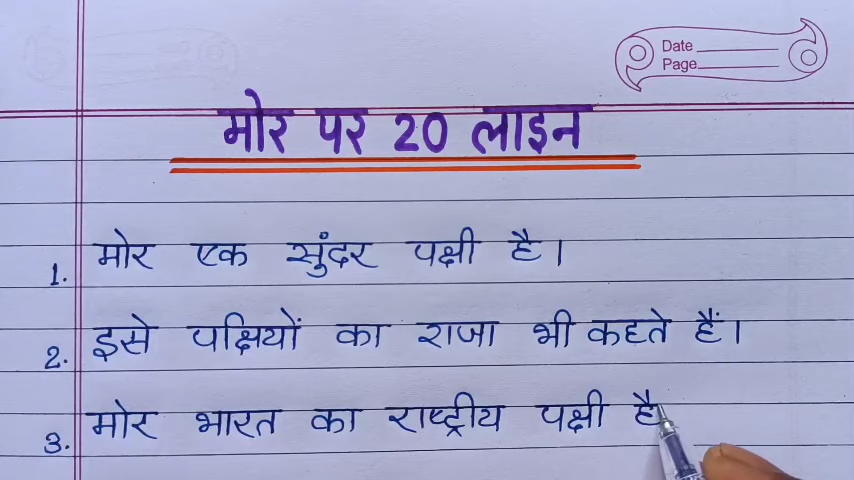 Date
Page
मोर पर 20 लाइन
1. मोर एक सुंदर पक्षी है।
2. इसे पक्षियों का राजा भी कहते हैं।
3. मोर भारत का राष्ट्रीय पक्षी है